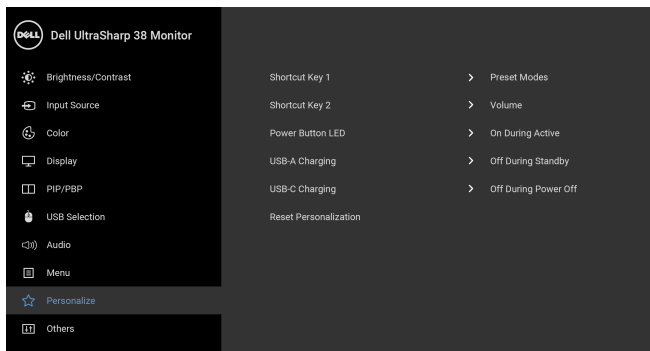 DELL Dell UltraSharp 38 Monitor
Brightness/Contrast
Input Source
Color
Display
PIP/PBP
USB Selection
Audio
Menu
Personalize
Others
Shortcut Key 1 > Preset Modes
Shortcut Key 2 > Volume
Power Button LED > On During Active
USB-A Charging > Off During Standby
USB-C Charging > Off During Power Off
Reset Personalization